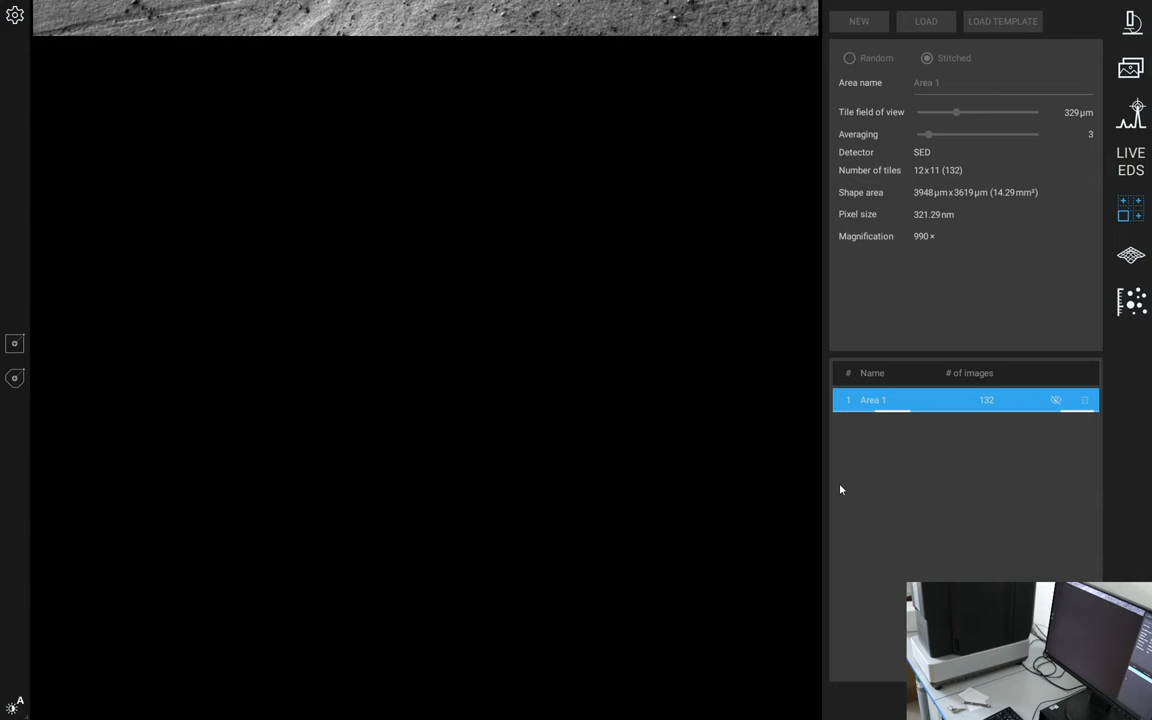 NEW LOAD LOAD TEMPLATE
Random Stitched
Area name Area 1
Tile field of view 329 µm
Averaging 3
Detector SED
Number of tiles 12 x 11 (132)
Shape area 3948 µm x 3619 µm (14.29 mm²)
Pixel size 321.29 nm
Magnification 990 ×
LIVE
EDS
# Name # of images
1 Area 1 132
A